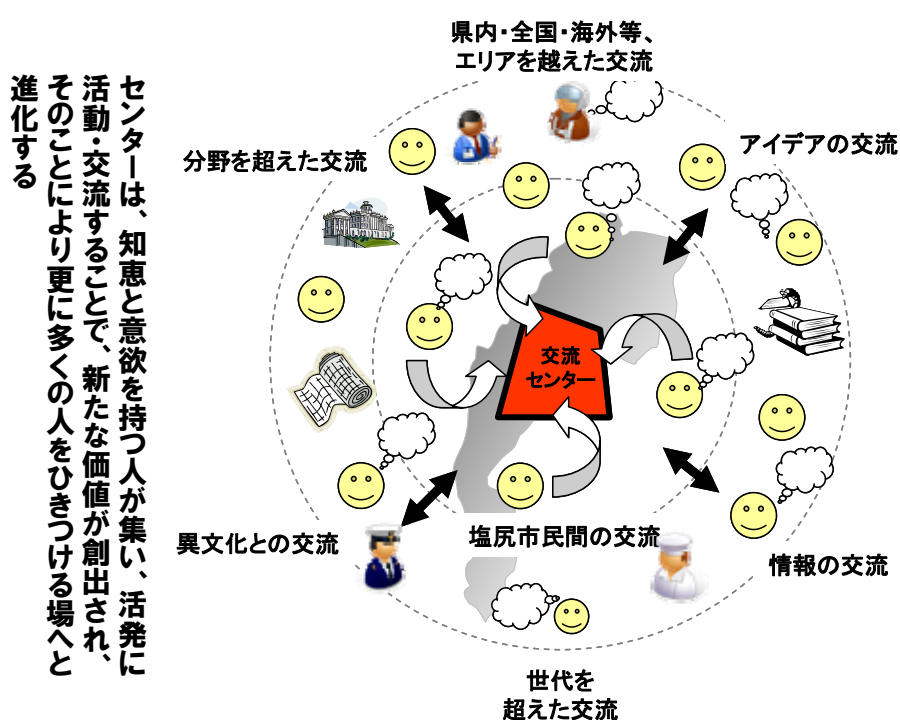 センターは、知恵と意欲を持つ人が集い、活発に
活動・交流することで、新たな価値が創出され、
そのことにより更に多くの人をひきつける場へと
進化する
県内・全国・海外等、
エリアを越えた交流
分野を超えた交流
アイデアの交流
交流
センター
異文化との交流
塩尻市民間の交流
情報の交流
世代を
超えた交流